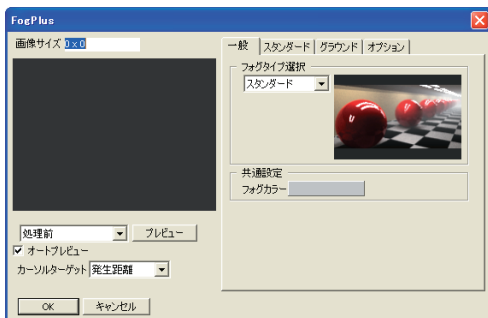 FogPlus
画像サイズ 0 x 0
一般 スタンダード グラウンド オプション
フォグタイプ選択
スタンダード
共通設定
フォグカラー
処理前 プレビュー
オートプレビュー
カーソルターゲット 発生距離
OK キャンセル